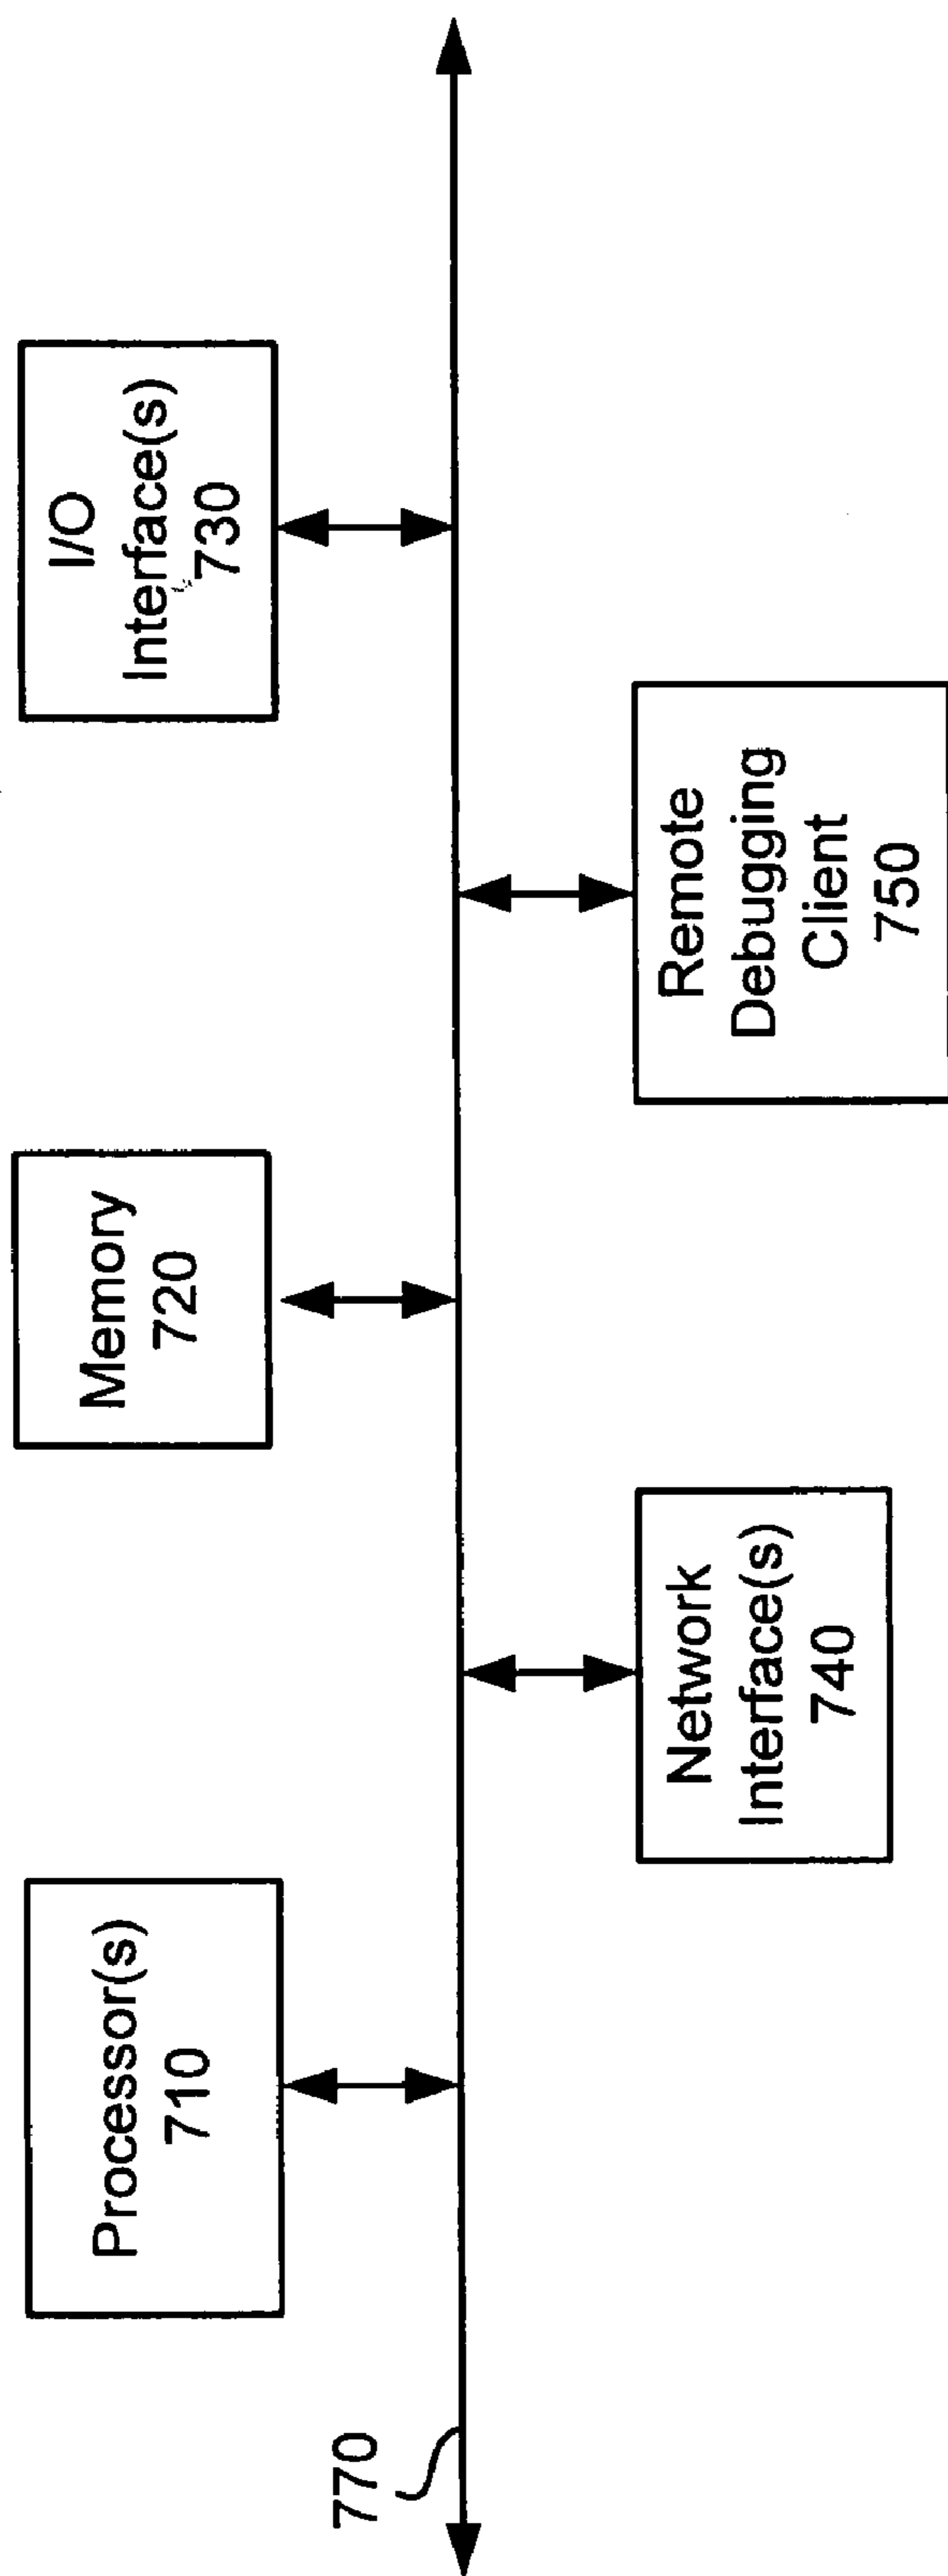 Processor(s)
710
Memory
720
I/O
Interface(s)
730
770
Network
Interface(s)
740
Remote
Debugging
Client
750